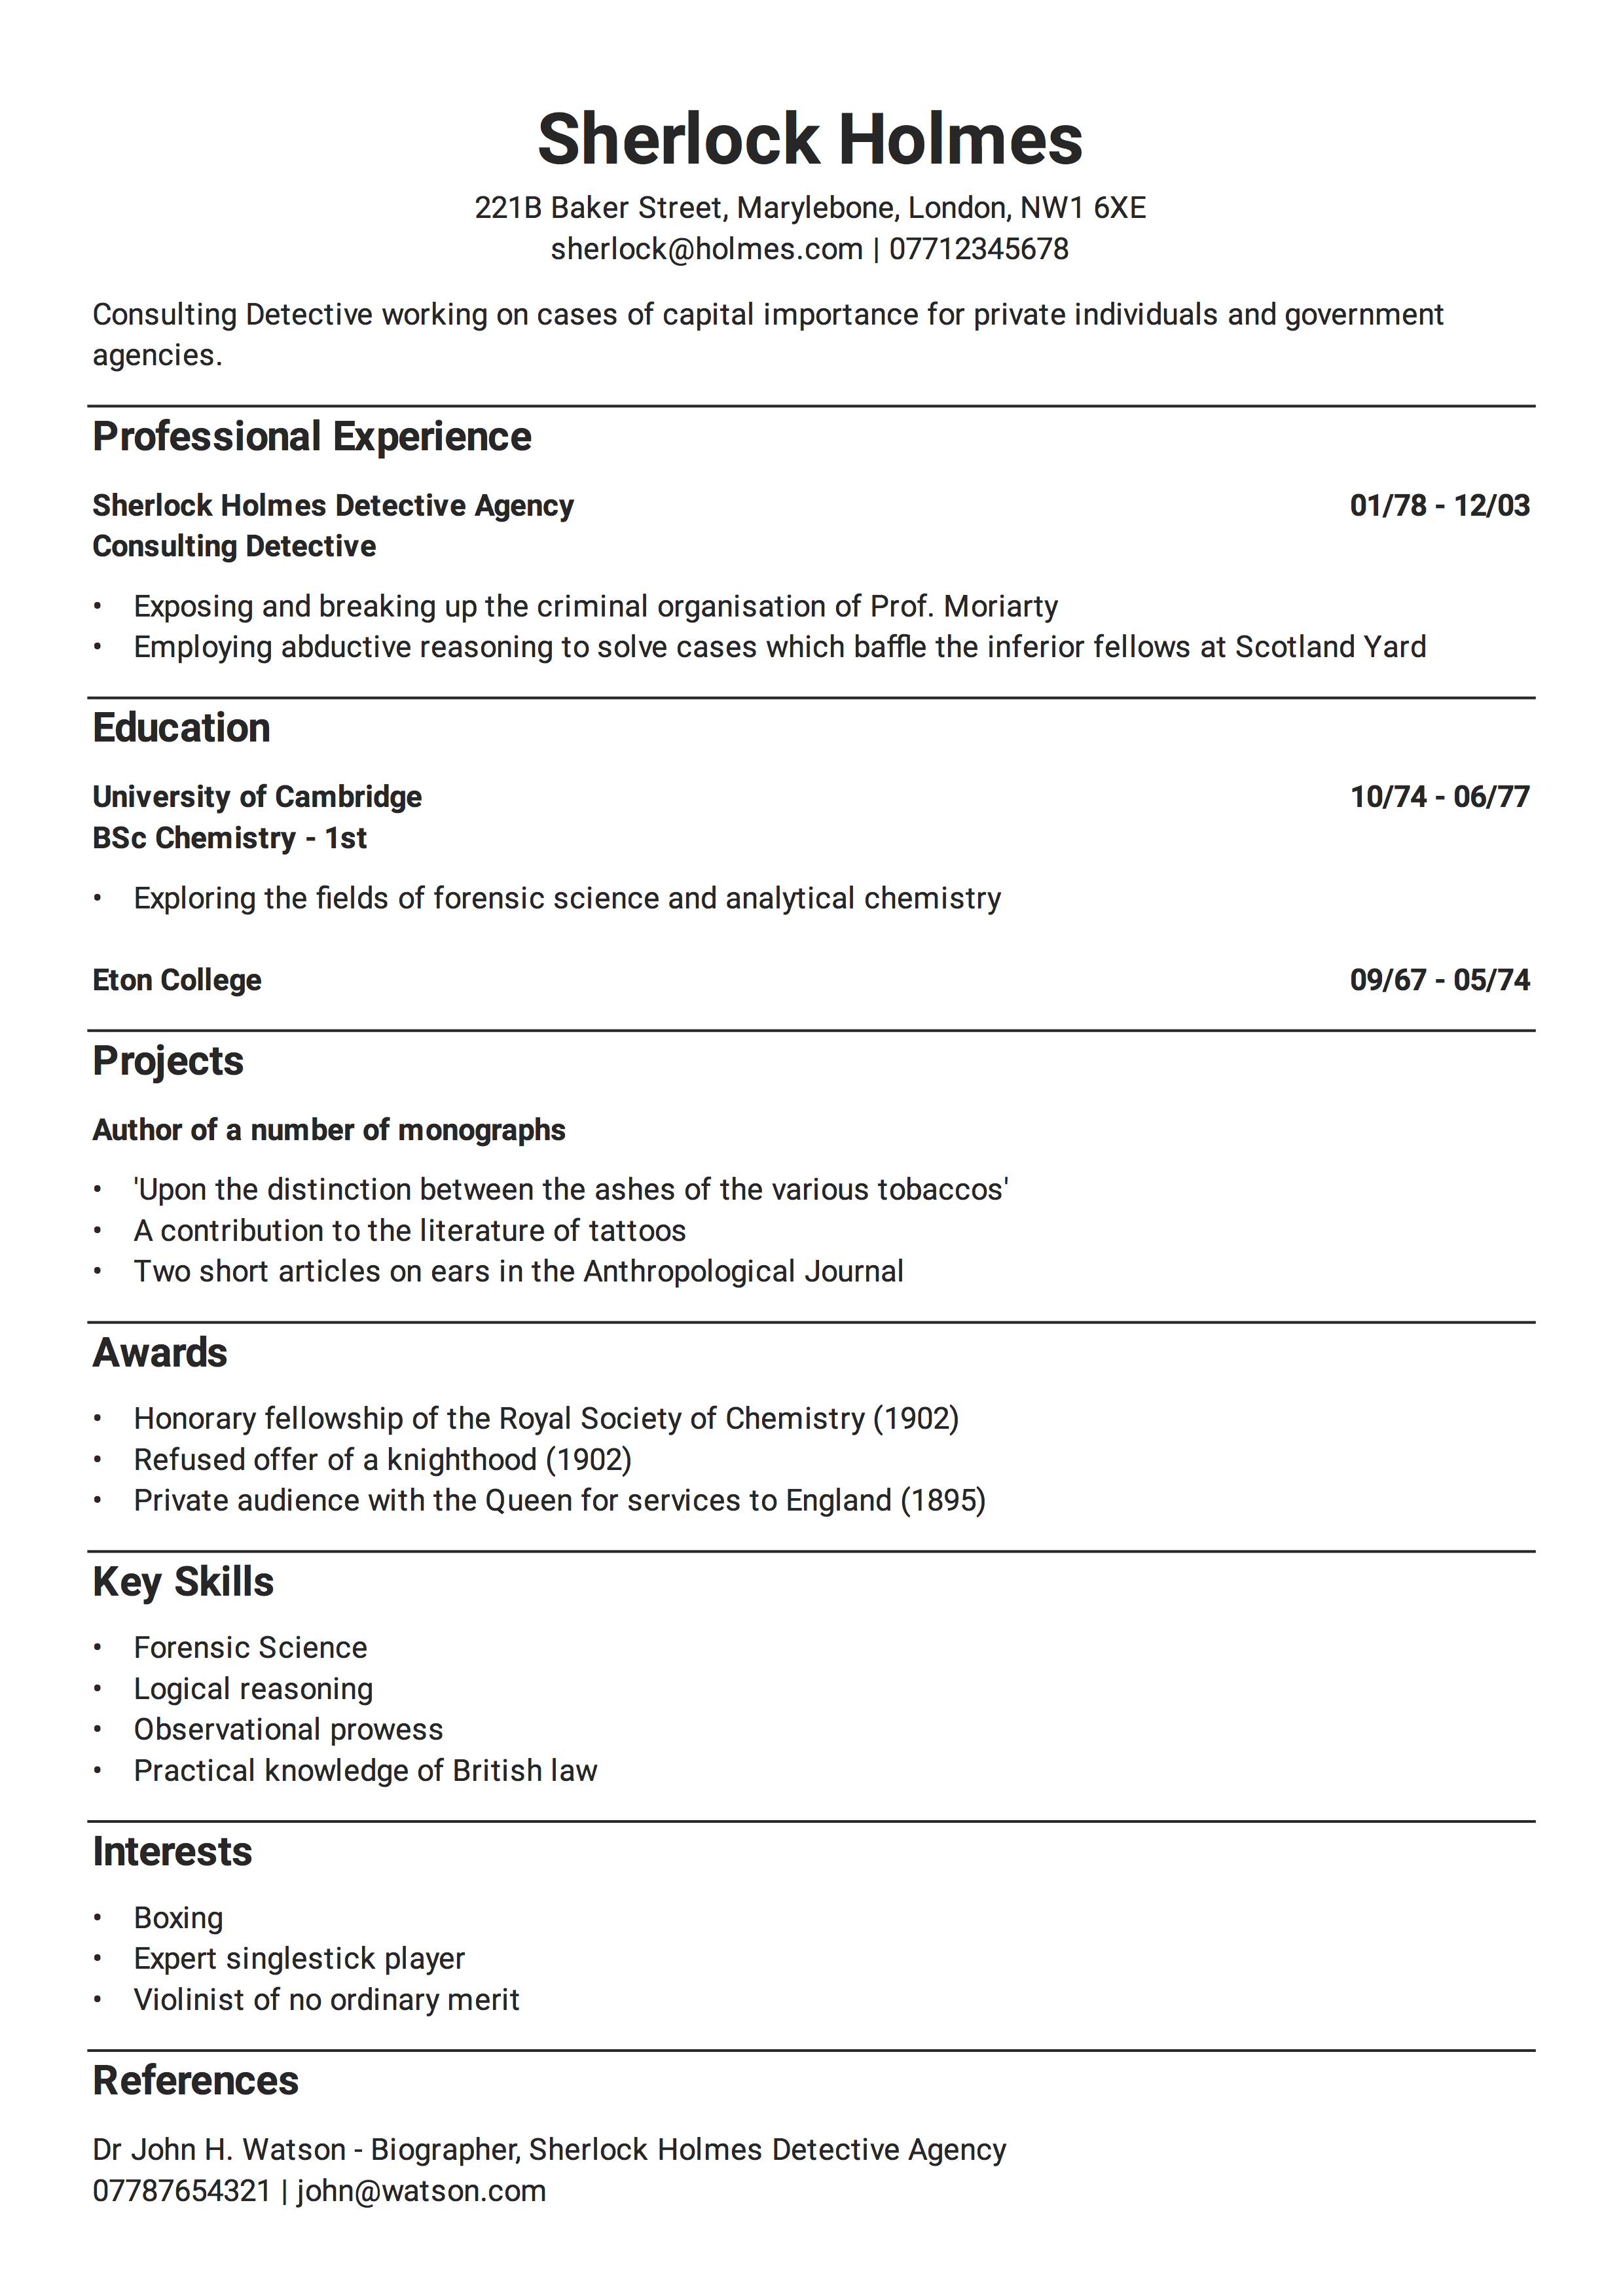 Sherlock Holmes
221B Baker Street, Marylebone, London, NW1 6XE
sherlock@holmes.com | 07712345678
Consulting Detective working on cases of capital importance for private individuals and government
agencies.
Professional Experience
Sherlock Holmes Detective Agency 01/78 - 12/03
Consulting Detective
• Exposing and breaking up the criminal organisation of Prof. Moriarty
• Employing abductive reasoning to solve cases which baffle the inferior fellows at Scotland Yard
Education
University of Cambridge 10/74 - 06/77
BSc Chemistry - 1st
• Exploring the fields of forensic science and analytical chemistry
Eton College 09/67 - 05/74
Projects
Author of a number of monographs
• 'Upon the distinction between the ashes of the various tobaccos'
• A contribution to the literature of tattoos
• Two short articles on ears in the Anthropological Journal
Awards
• Honorary fellowship of the Royal Society of Chemistry (1902)
• Refused offer of a knighthood (1902)
• Private audience with the Queen for services to England (1895)
Key Skills
• Forensic Science
• Logical reasoning
• Observational prowess
• Practical knowledge of British law
Interests
• Boxing
• Expert singlestick player
• Violinist of no ordinary merit
References
Dr John H. Watson - Biographer, Sherlock Holmes Detective Agency
07787654321 | john@watson.com